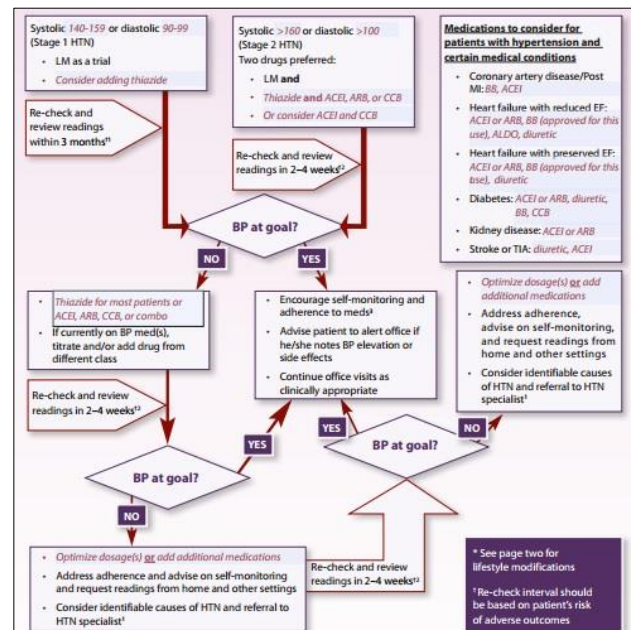 Systolic 140-159 or diastolic 90-99
(Stage 1 HTN)
• LM as a trial
• Consider adding thiazide
Systolic >160 or diastolic >100
(Stage 2 HTN)
Two drugs preferred:
• LM and
• Thiazide and ACEI, ARB, or CCB
• Or consider ACEI and CCB
Medications to consider for
patients with hypertension and
certain medical conditions
• Coronary artery disease/Post
MI: BB, ACEI
• Heart failure with reduced EF:
ACEI or ARB, BB (approved for this
use), ALDO, diuretic
• Heart failure with preserved EF:
ACEI or ARB, BB (approved for this
use), diuretic
• Diabetes: ACEI or ARB, diuretic,
BB, CCB
• Kidney disease: ACEI or ARB
• Stroke or TIA: diuretic, ACEI
Re-check and
review readings
within 3 months
Re-check and review
readings in 2–4 weeks
BP at goal?
NO
YES
• Thiazide for most patients or
ACEI, ARB, CCB, or combo
• If currently on BP med(s),
titrate and/or add drug from
different class
• Encourage self-monitoring and
adherence to meds
• Advise patient to alert office if
he/she notes BP elevation or
side effects
• Continue office visits as
clinically appropriate
• Optimize dosage(s) or add
additional medications
• Address adherence,
advise on self-monitoring,
and request readings from
home and other settings
• Consider identifiable causes
of HTN and referral to HTN
specialist
Re-check and review
readings in 2–4 weeks
YES
YES
NO
BP at goal?
BP at goal?
NO
• Optimize dosage(s) or add additional medications
• Address adherence and advise on self-monitoring
and request readings from home and other settings
• Consider identifiable causes of HTN and referral to
HTN specialist
Re-check and review
readings in 2–4 weeks
* See page two for
lifestyle modifications
† Re-check interval should
be based on patient's risk
of adverse outcomes